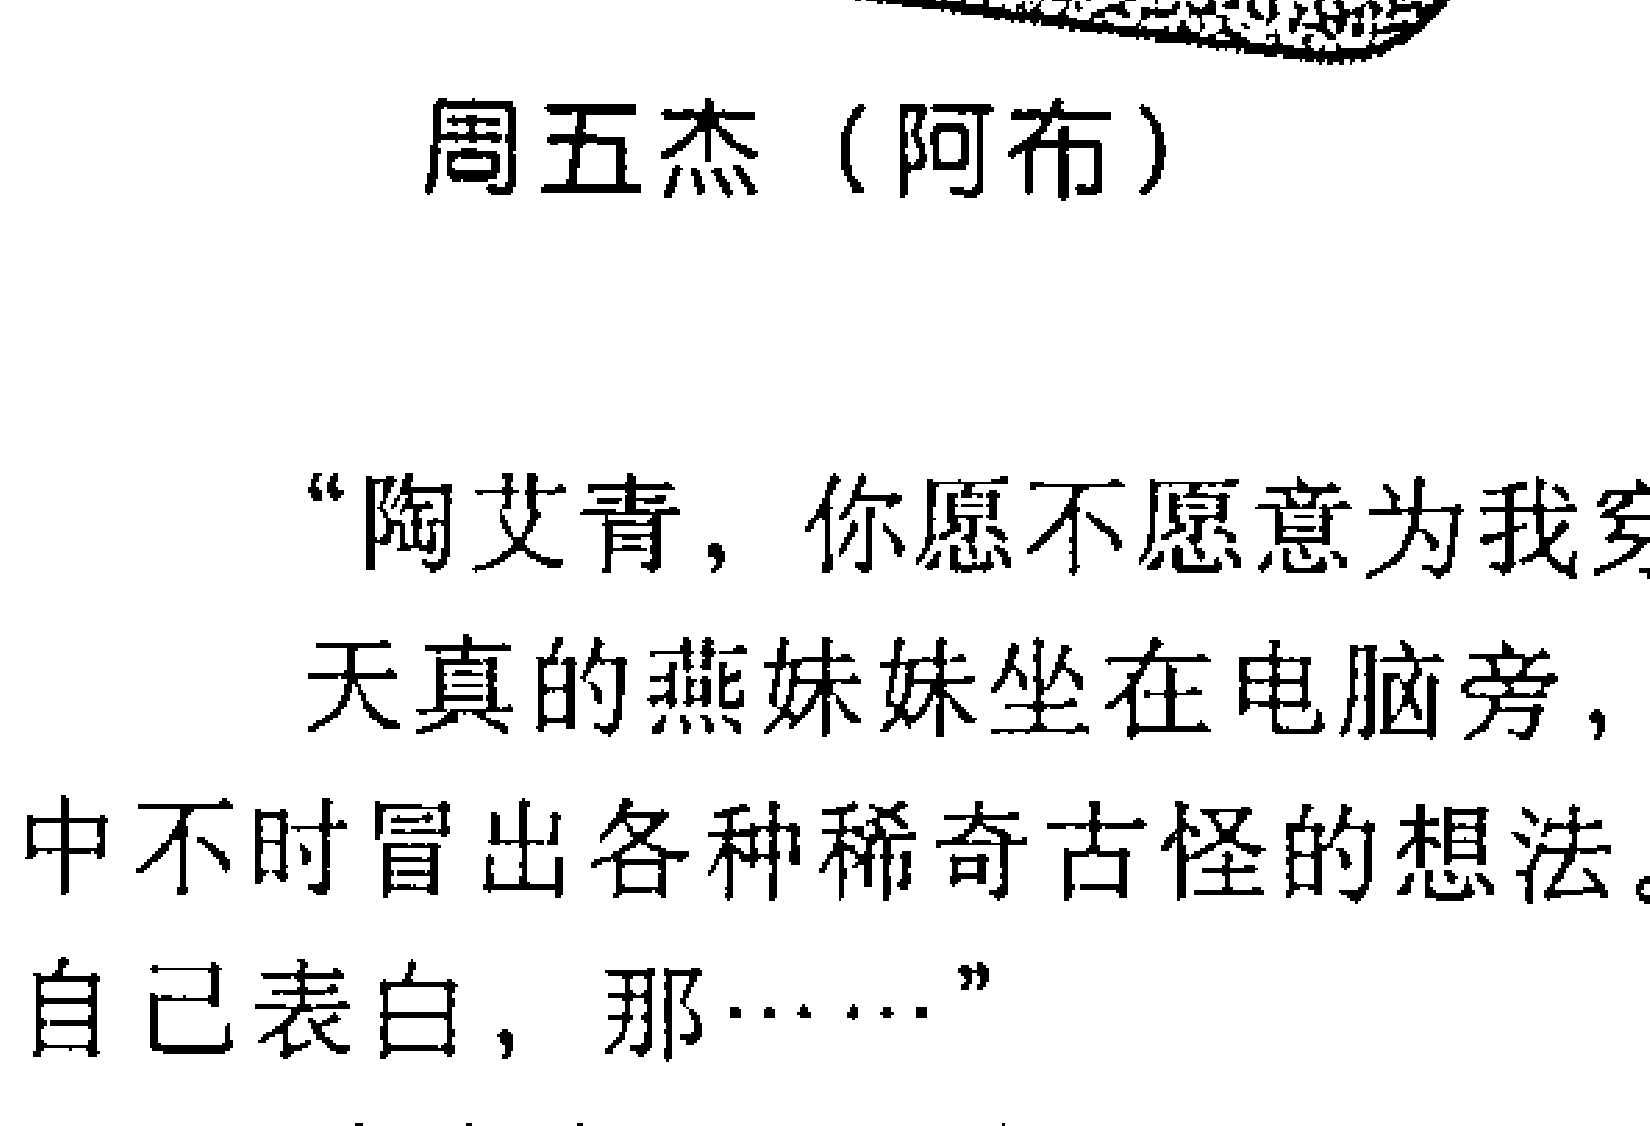 周五杰（阿布）
“陶艾青，你愿不愿意为我穿
天真的燕妹妹坐在电脑旁，
中不时冒出各种稀奇古怪的想法。
自己表白，那……”